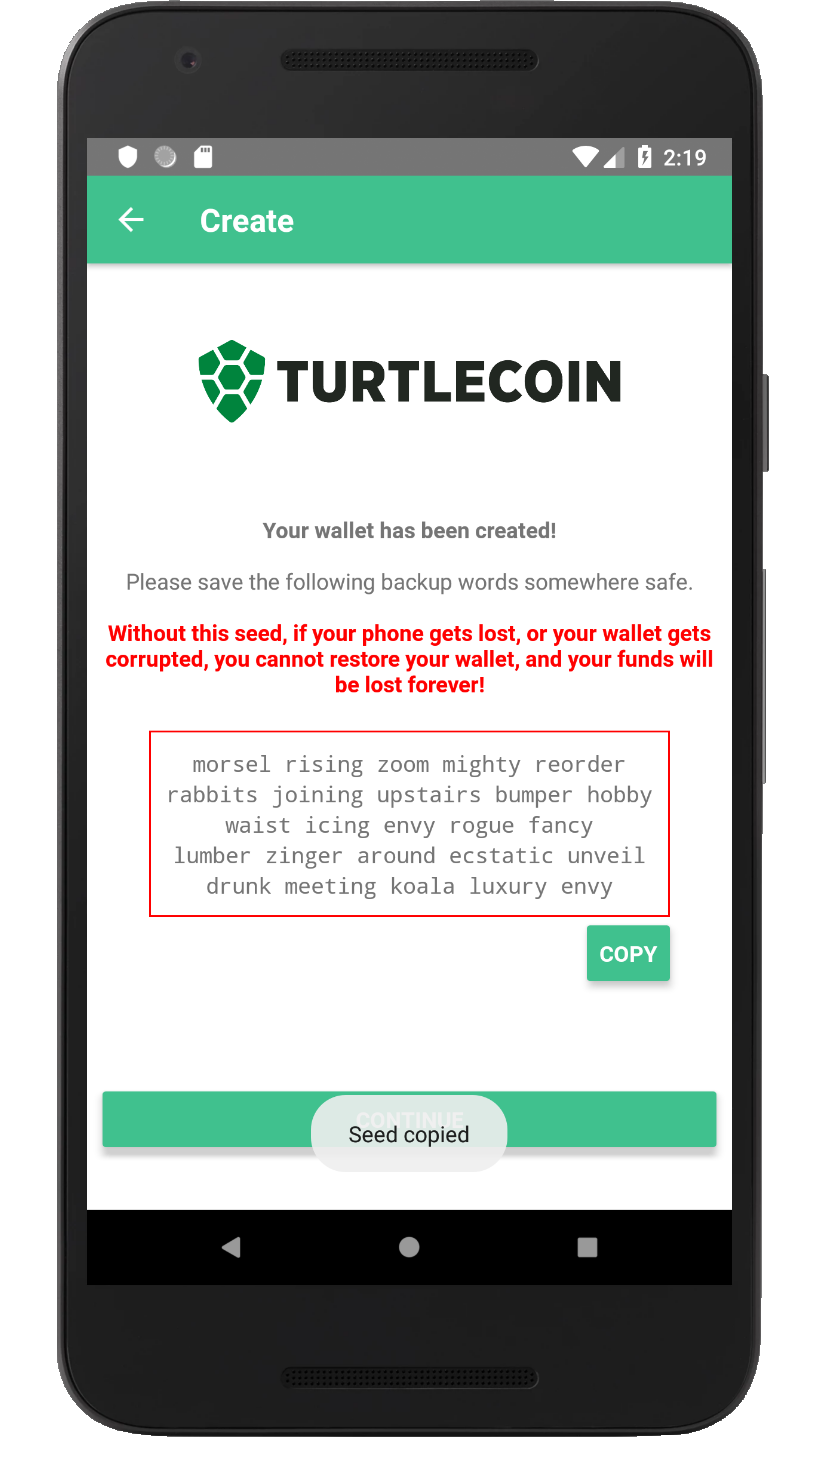 2:19
Create
TURTLECOIN
Your wallet has been created!
Please save the following backup words somewhere safe.
Without this seed, if your phone gets lost, or your wallet gets
corrupted, you cannot restore your wallet, and your funds will
be lost forever!
morsel rising zoom mighty reorder
rabbits joining upstairs bumper hobby
waist icing envy rogue fancy
lumber zinger around ecstatic unveil
drunk meeting koala luxury envy
COPY
CONTINUE
Seed copied